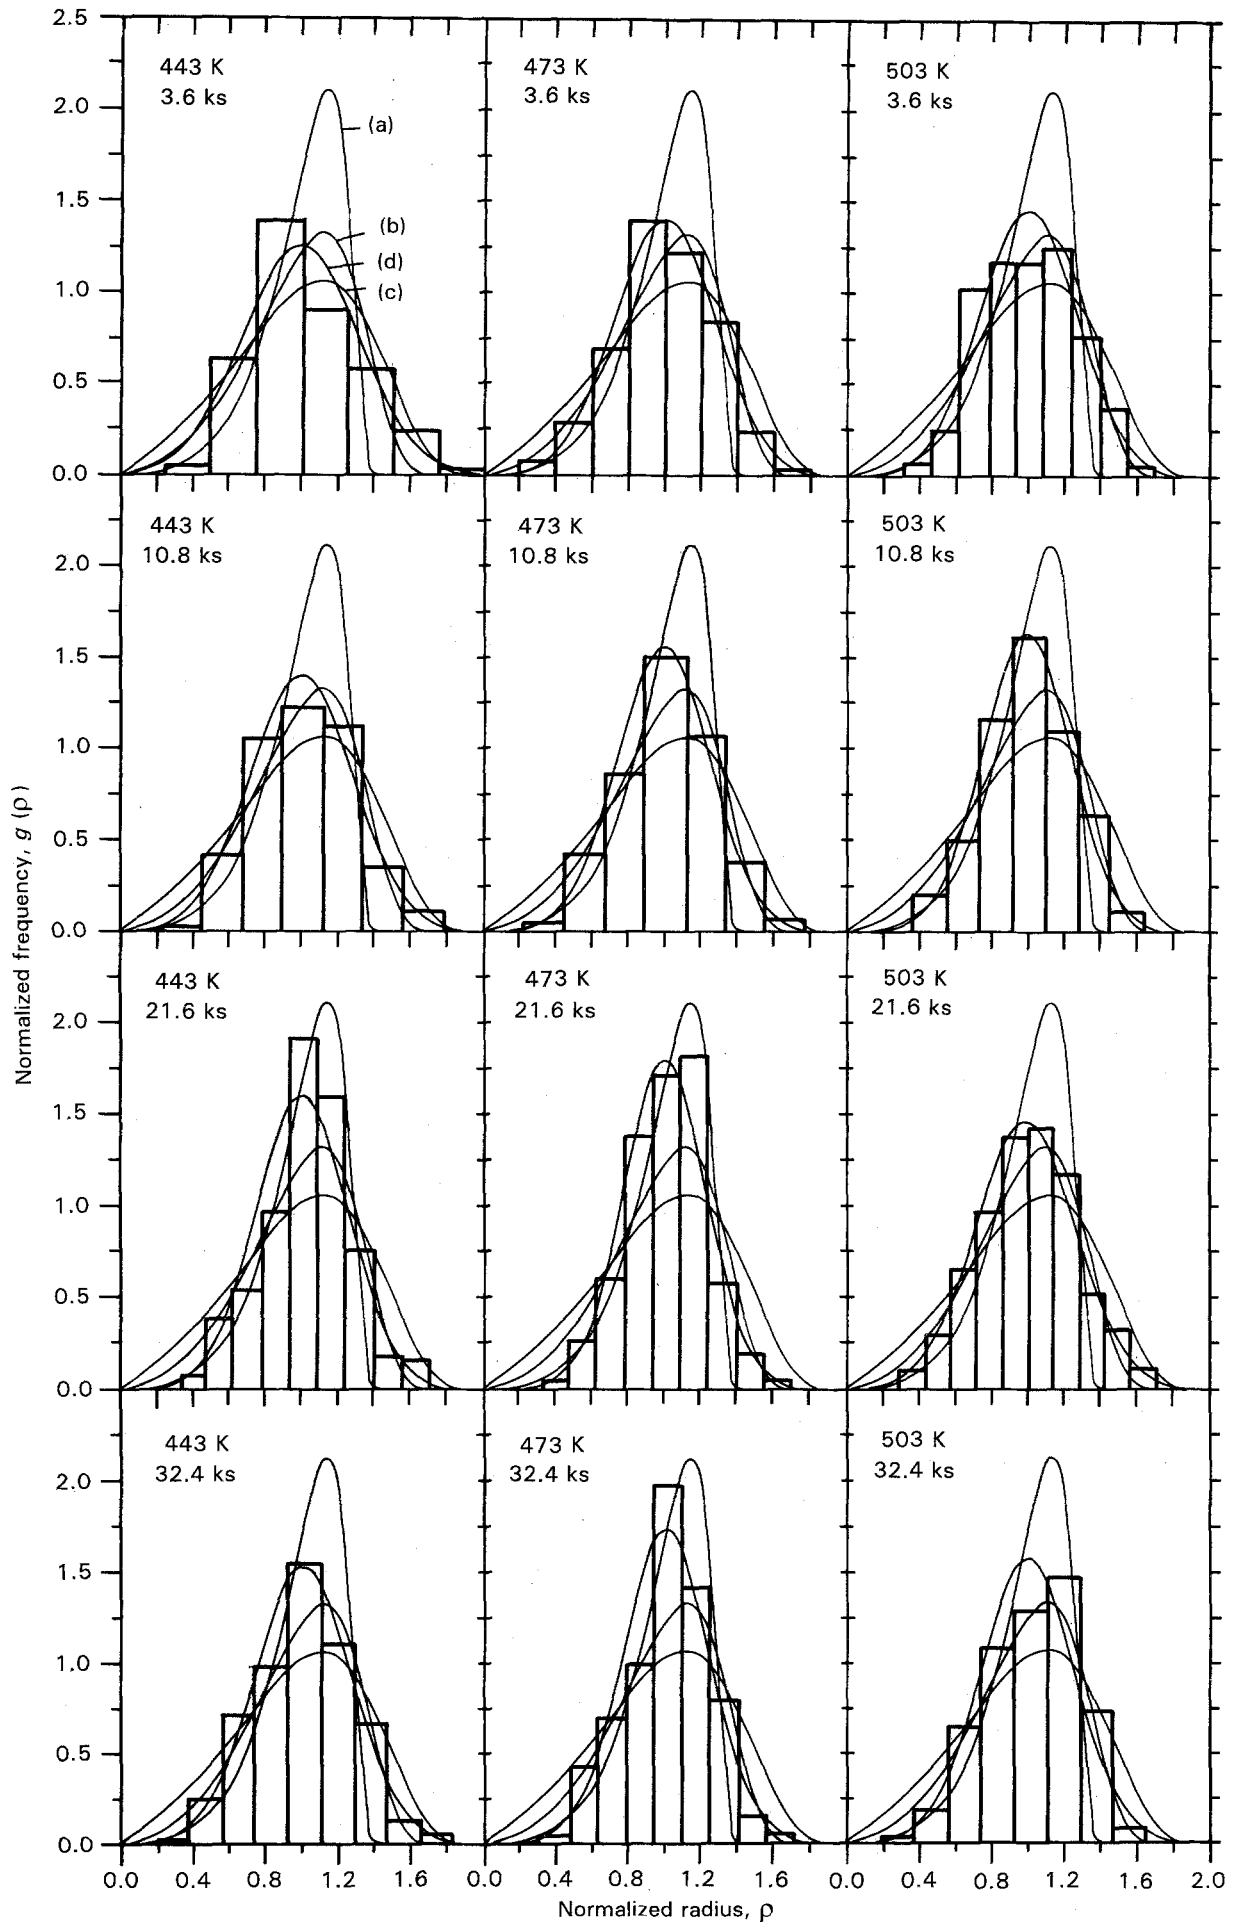 2.5
443 K
3.6 ks
473 K
3.6 ks
503 K
3.6 ks
2.0
(a)
1.5
(b)
(d)
1.0
(c)
0.5
0.0
443 K
10.8 ks
473 K
10.8 ks
503 K
10.8 ks
2.0
1.5
1.0
0.5
0.0
Normalized frequency, g (ρ)
443 K
21.6 ks
473 K
21.6 ks
503 K
21.6 ks
2.0
1.5
1.0
0.5
0.0
443 K
32.4 ks
473 K
32.4 ks
503 K
32.4 ks
2.0
1.5
1.0
0.5
0.0
0.0 0.8 1.2 1.6 0.0 0.8 1.2 1.6 0.0 0.8 1.2 1.6 2.0
Normalized radius, ρ